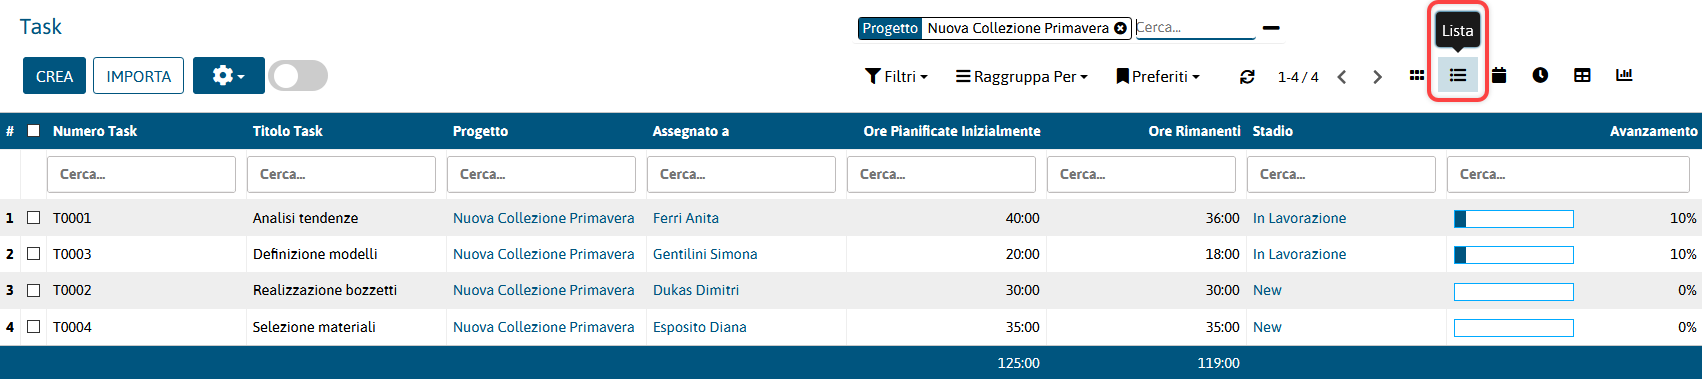 Task
Progetto Nuova Collezione Primavera Cerca...
Lista
CREA IMPORTA
Filtri Raggruppa Per Preferiti 1-4 / 4
# Numero Task Titolo Task Progetto Assegnato a Ore Pianificate Inizialmente Ore Rimanenti Stadio Avanzamento
Cerca... Cerca... Cerca... Cerca... Cerca... Cerca... Cerca... Cerca...
1 T0001 Analisi tendenze Nuova Collezione Primavera Ferri Anita 40:00 36:00 In Lavorazione 10%
2 T0003 Definizione modelli Nuova Collezione Primavera Gentilini Simona 20:00 18:00 In Lavorazione 10%
3 T0002 Realizzazione bozzetti Nuova Collezione Primavera Dukas Dimitri 30:00 30:00 New 0%
4 T0004 Selezione materiali Nuova Collezione Primavera Esposito Diana 35:00 35:00 New 0%
125:00 119:00